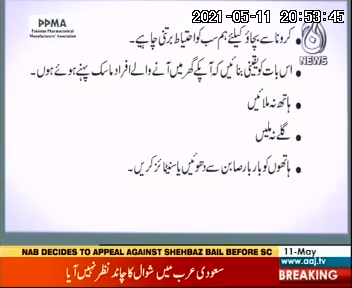 PPMA
Pakistan Pharmaceutical
Manufacturers' Association
2021-05-11 20:53:45
NEWS
کرونا سے بچاؤ کیلئے ہم سب کو احتیاط برتنی چاہیے۔
اس بات کو یقینی بنائیں کہ آپکے گھر میں آنے والے افراد ماسک پہنے ہوئے ہوں۔
ہاتھ نہ ملائیں
گلے نہ ملیں
ہاتھوں کو بار بار صابن سے دھوئیں یا سینیٹائز کریں۔
NAB DECIDES TO APPEAL AGAINST SHEHBAZ BAIL BEFORE SC
11-May
www.aaj.tv
سعودی عرب میں شوال کا چاند نظر نہیں آیا
BREAKING